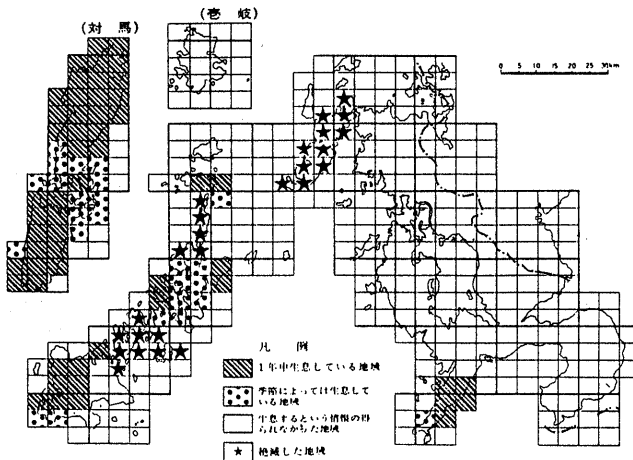 (対馬)
(壱岐)
0 5 10 15 20 25 30km
凡 例
1年中生息している地域
季節によっては生息して
いる地域
生息するという情報の得
られなかった地域
絶滅した地域